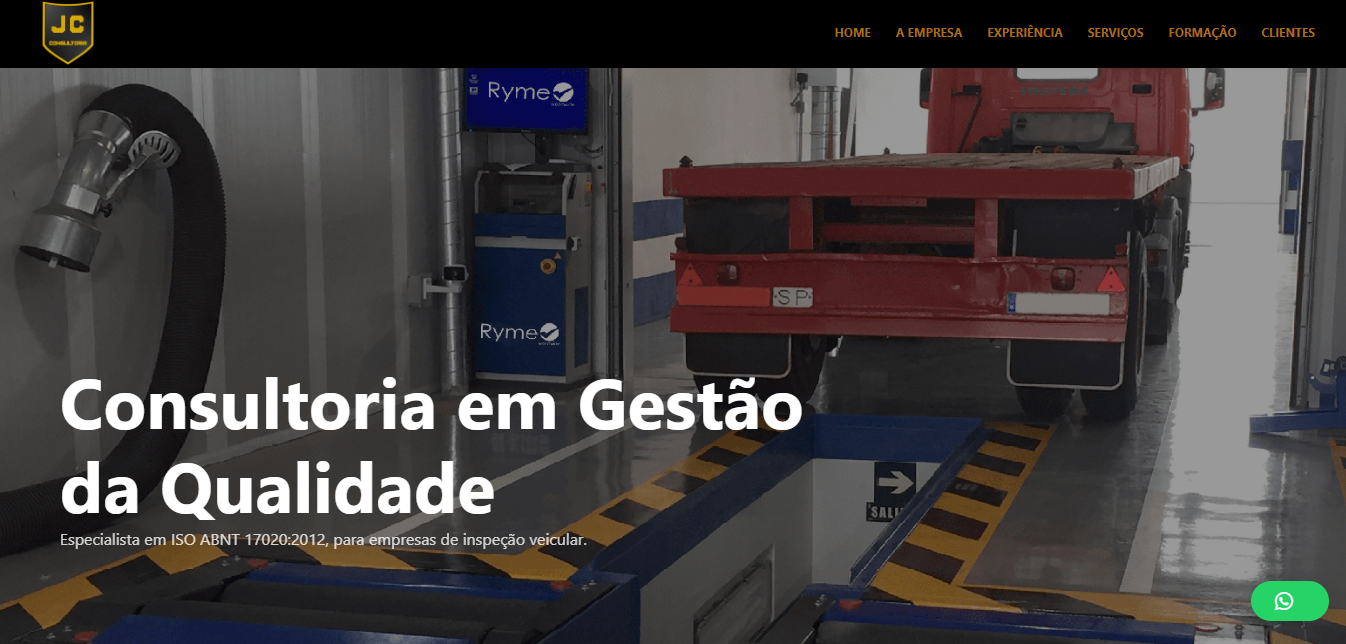 JC
CONSULTORIA
HOME A EMPRESA EXPERIÊNCIA SERVIÇOS FORMAÇÃO CLIENTES
Ryme
Ryme
SP
Consultoria em Gestão
da Qualidade
SALI
Especialista em ISO ABNT 17020:2012, para empresas de inspeção veicular.